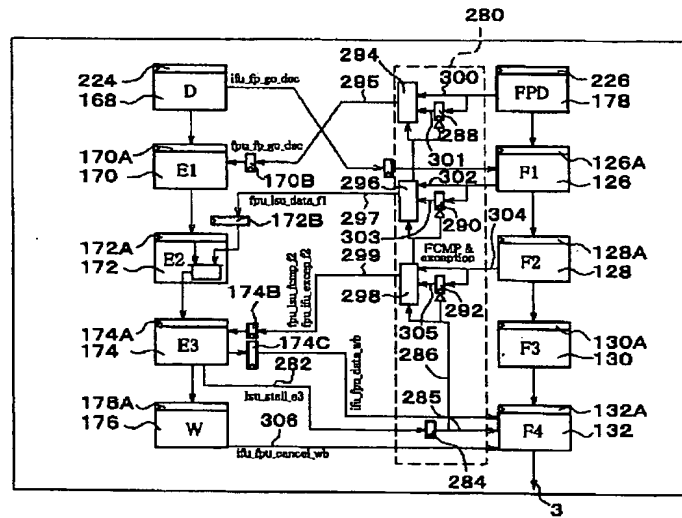 280
294
300
224
168
D
ifu_fp_go_dec
295
FPD
226
178
288
170A
170
E1
fpu_fp_go_dec
170B
301
302
296
F1
126A
126
fpu_lsu_data_f1
172B
297
303
290
304
172A
172
E2
299
FCMP &
exception
F2
128A
128
fpu_lsu_fcmp_f2
fpu_ifu_excep_f2
174B
298
305
292
174A
174
E3
174C
282
ifu_fpu_data_wb
286
F3
130A
130
lsu_stall_e3
285
178A
176
W
306
ifu_fpu_cancel_wb
284
F4
132A
132
3